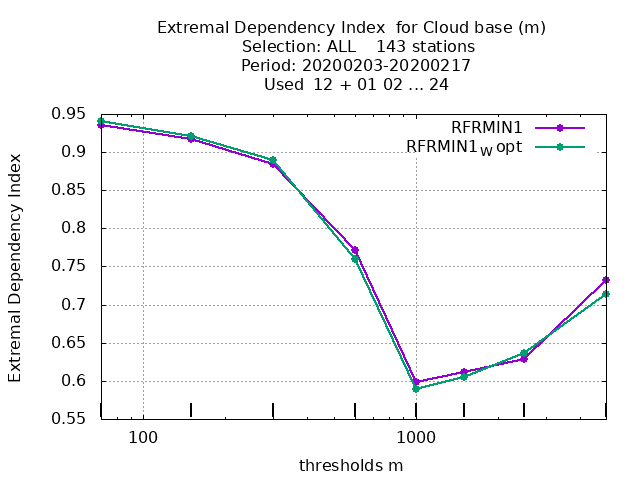 Extremal Dependency Index  for Cloud base (m)
Selection: ALL    143 stations
Period: 20200203-20200217
Used  12 + 01 02 ... 24
Extremal Dependency Index
0.95
0.9
0.85
0.8
0.75
0.7
0.65
0.6
0.55
RFRMIN1
RFRMIN1W opt
100 1000
thresholds m